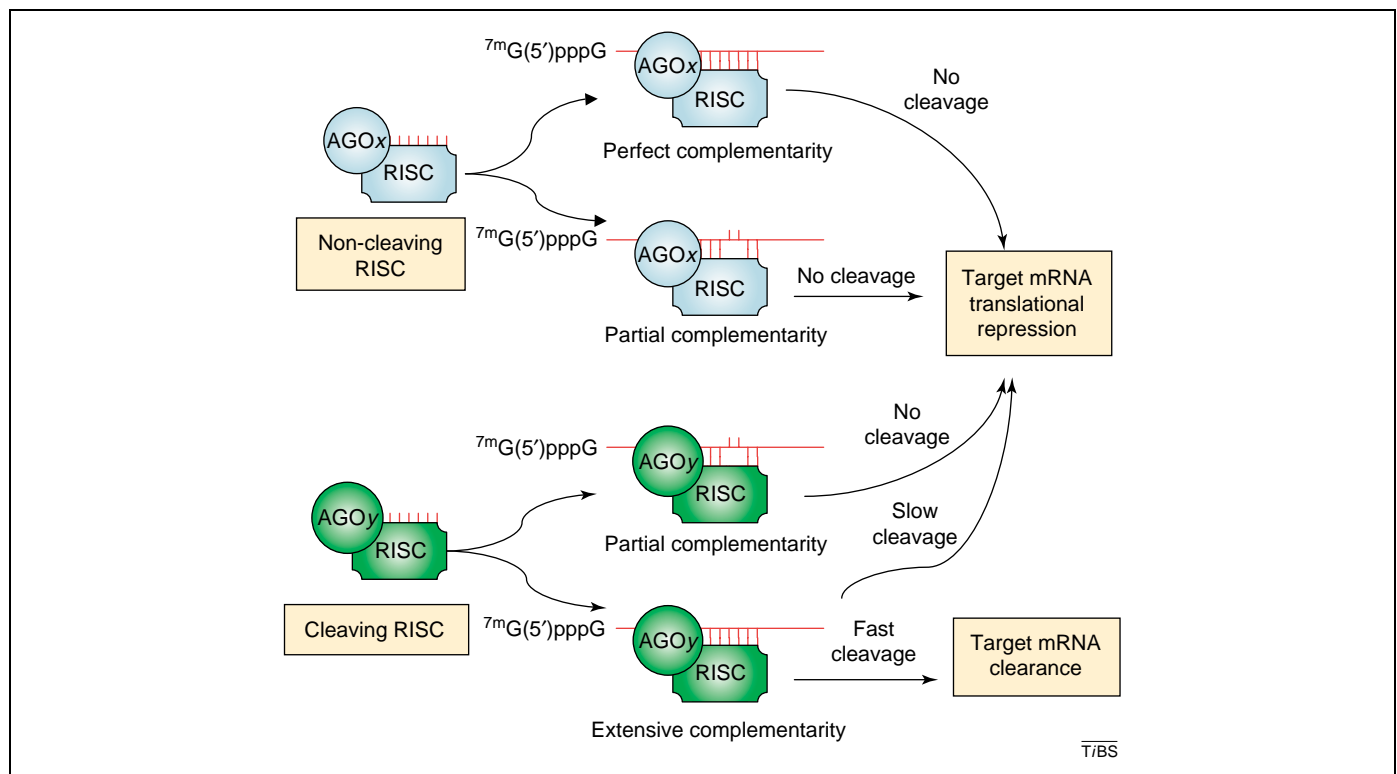 ⁷ᵐG(5′)pppG
AGOx
RISC
Perfect complementarity
No
cleavage
AGOx
RISC
Non-cleaving
RISC
⁷ᵐG(5′)pppG
AGOx
RISC
Partial complementarity
No cleavage
Target mRNA
translational
repression
⁷ᵐG(5′)pppG
AGOy
RISC
Partial complementarity
No
cleavage
Slow
cleavage
AGOy
RISC
Cleaving RISC
⁷ᵐG(5′)pppG
AGOy
RISC
Extensive complementarity
Fast
cleavage
Target mRNA
clearance
TiBS